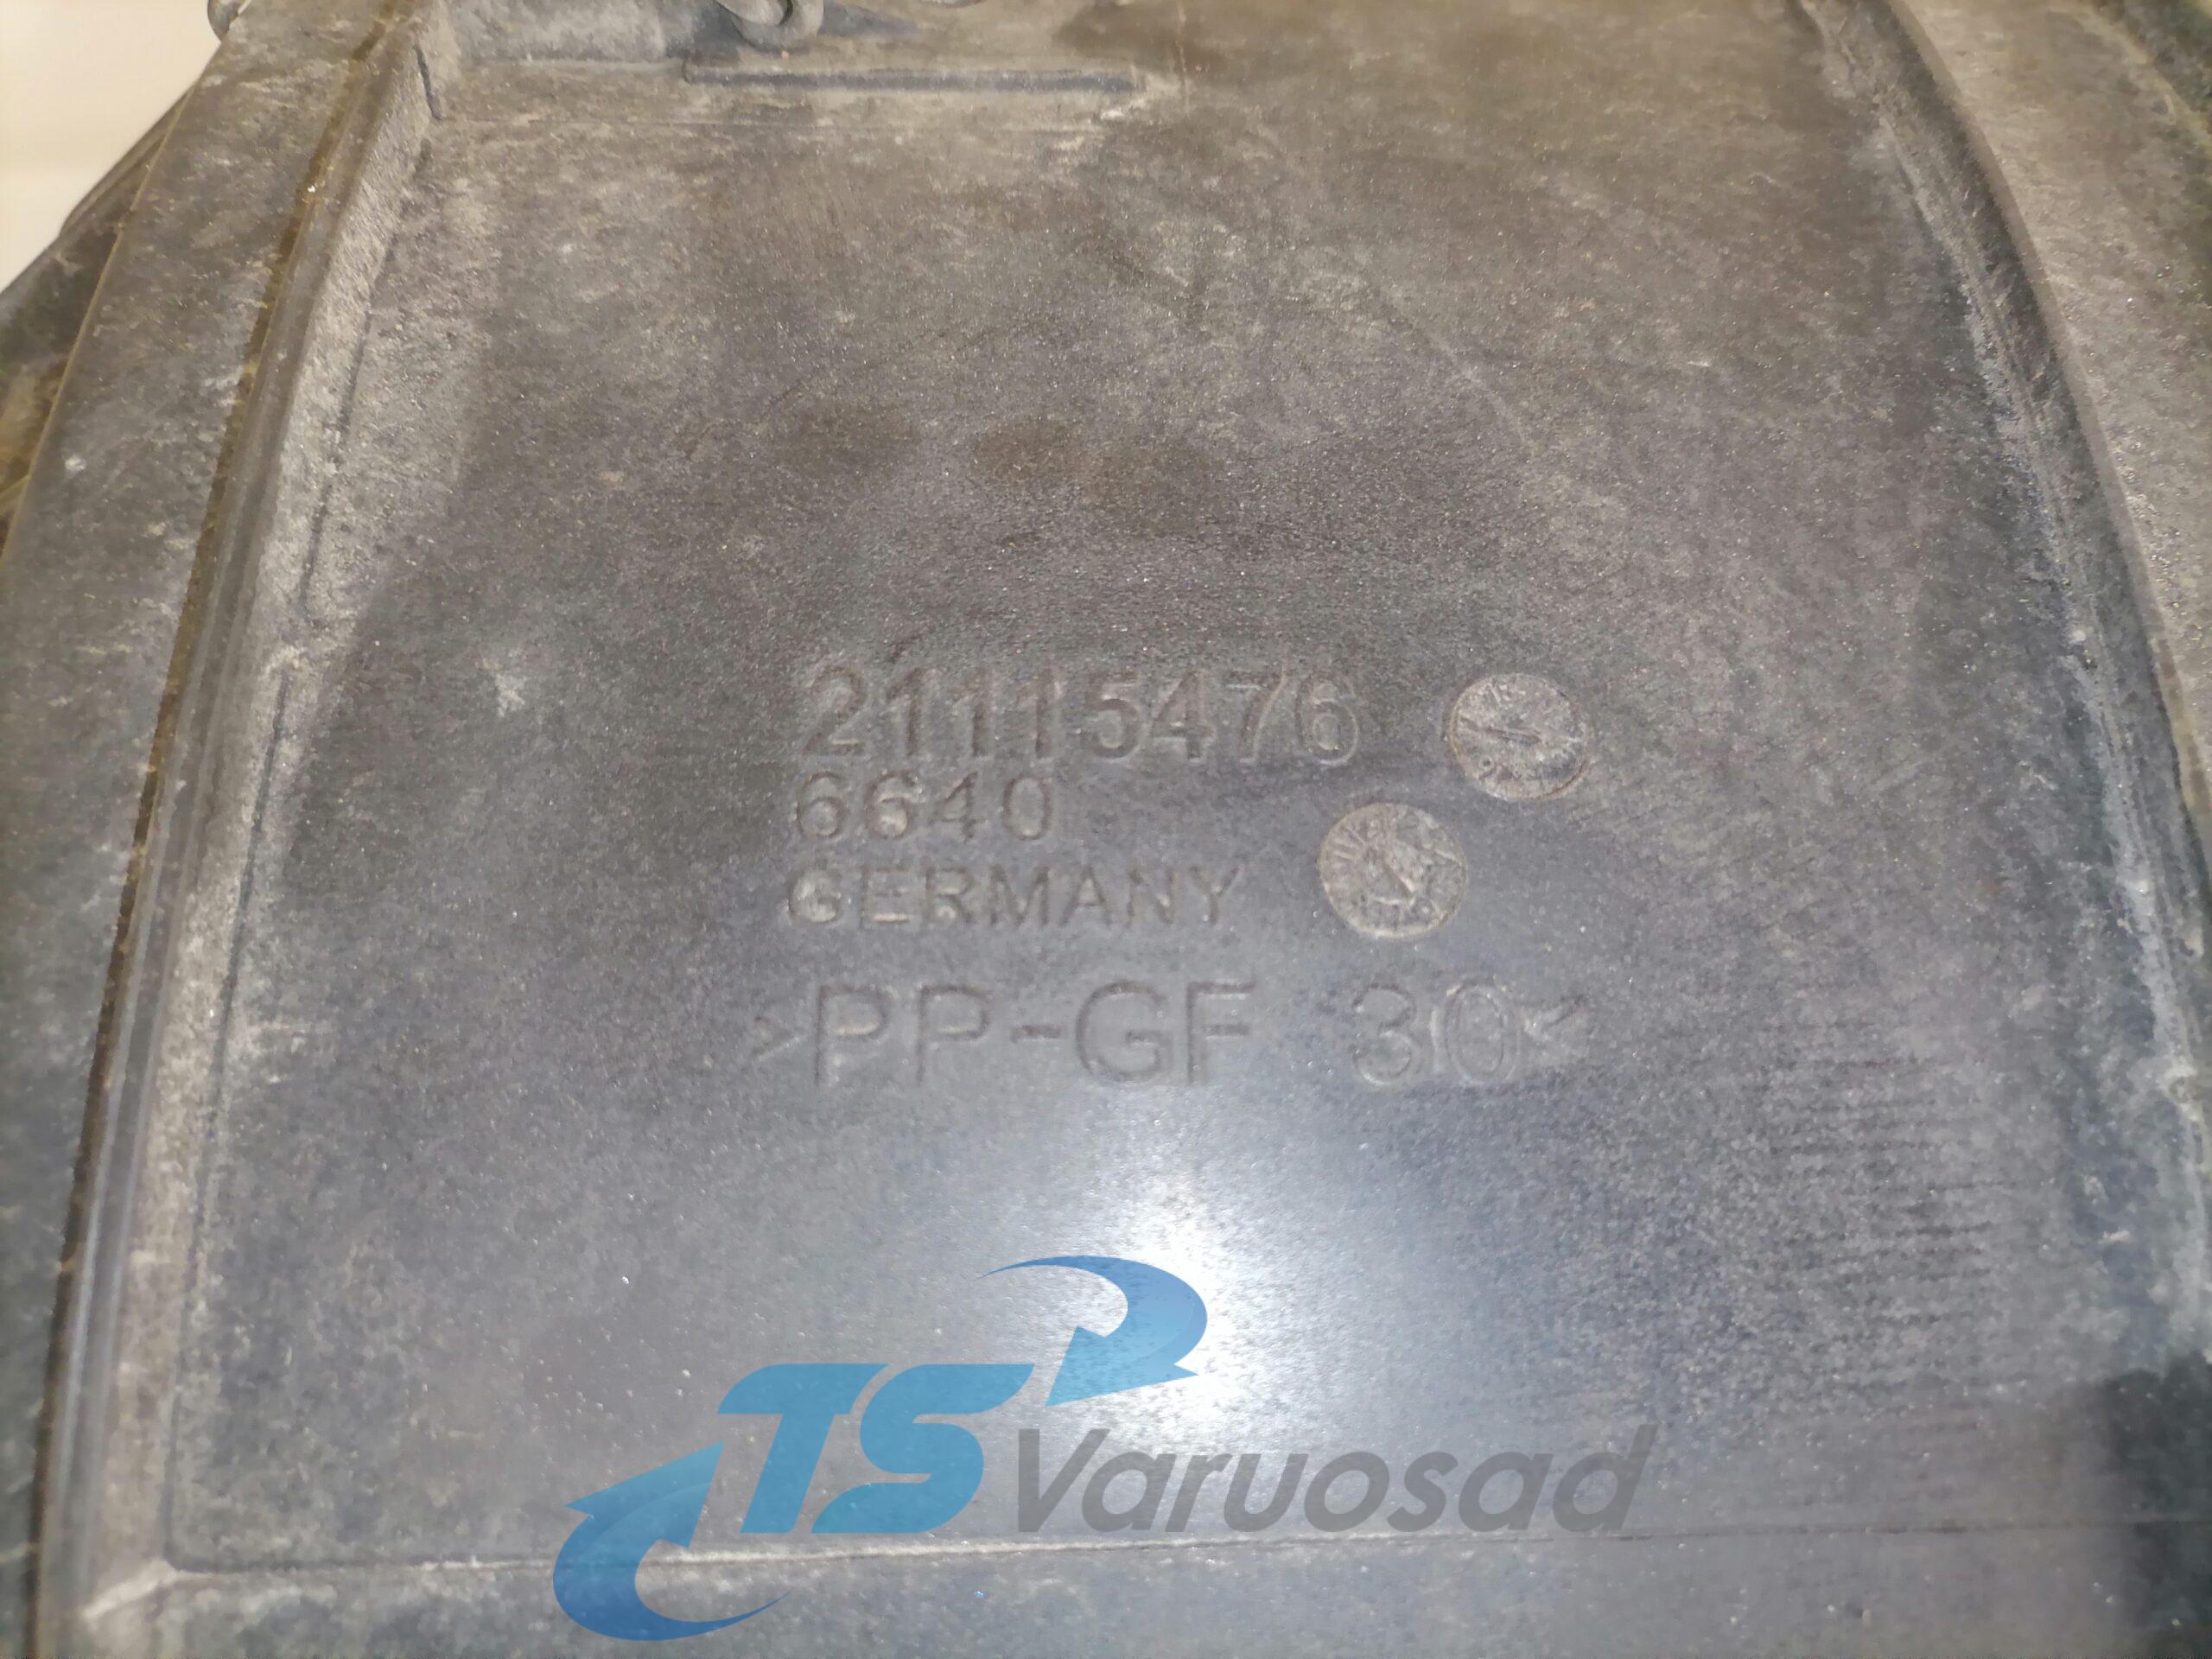 21115476
6640
GERMANY
>PP-GF 30<
TS Varuosad